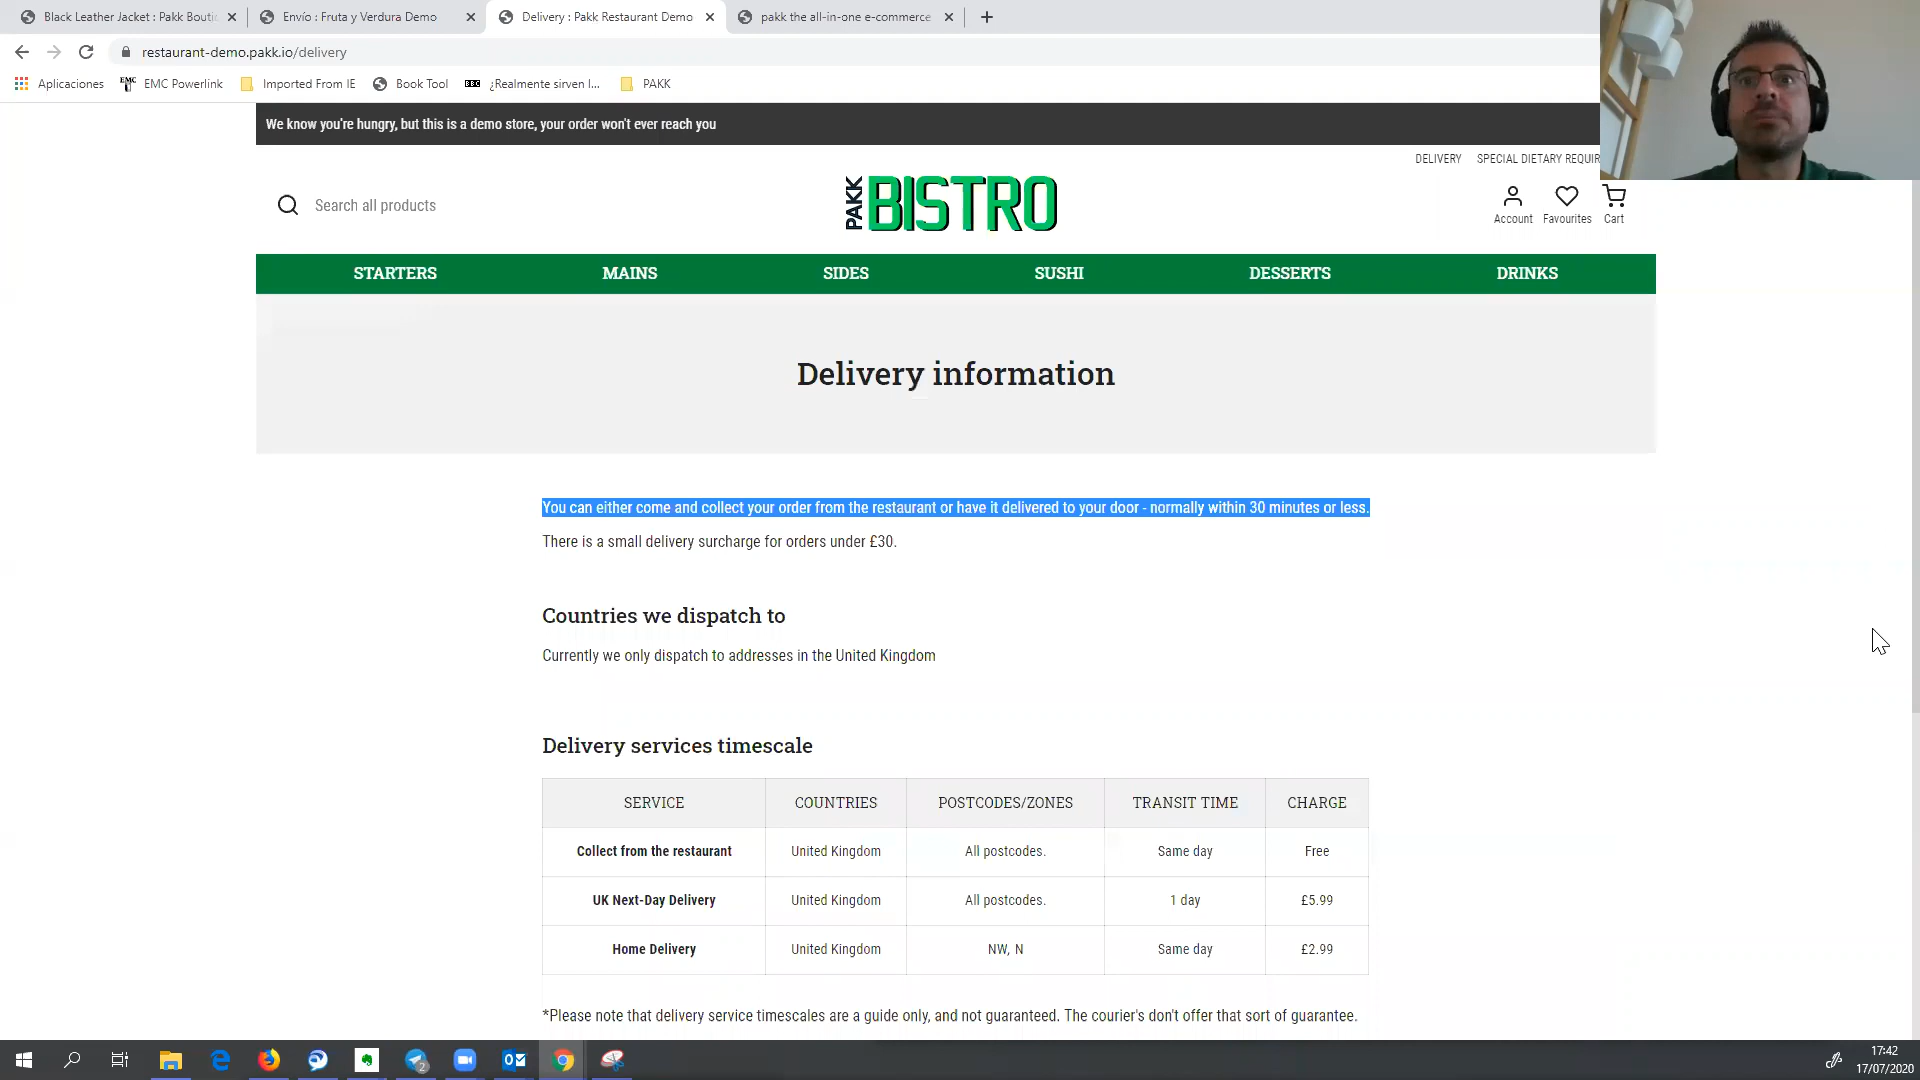 Black Leather Jacket : Pakk Bouti
Envío : Fruta y Verdura Demo
Delivery : Pakk Restaurant Demo
pakk the all-in-one e-commerce
restaurant-demo.pakk.io/delivery
Aplicaciones
EMC Powerlink
Imported From IE
Book Tool
BBC
¿Realmente sirven l...
PAKK
We know you're hungry, but this is a demo store, your order won't ever reach you
DELIVERY
SPECIAL DIETARY REQUIR
Search all products
PAKK BISTRO
Account
Favourites
Cart
STARTERS
MAINS
SIDES
SUSHI
DESSERTS
DRINKS
Delivery information
You can either come and collect your order from the restaurant or have it delivered to your door - normally within 30 minutes or less.
There is a small delivery surcharge for orders under £30.
Countries we dispatch to
Currently we only dispatch to addresses in the United Kingdom
Delivery services timescale
SERVICE COUNTRIES POSTCODES/ZONES TRANSIT TIME CHARGE
Collect from the restaurant United Kingdom All postcodes. Same day Free
UK Next-Day Delivery United Kingdom All postcodes. 1 day £5.99
Home Delivery United Kingdom NW, N Same day £2.99
*Please note that delivery service timescales are a guide only, and not guaranteed. The courier's don't offer that sort of guarantee.
2
17:42
17/07/2020